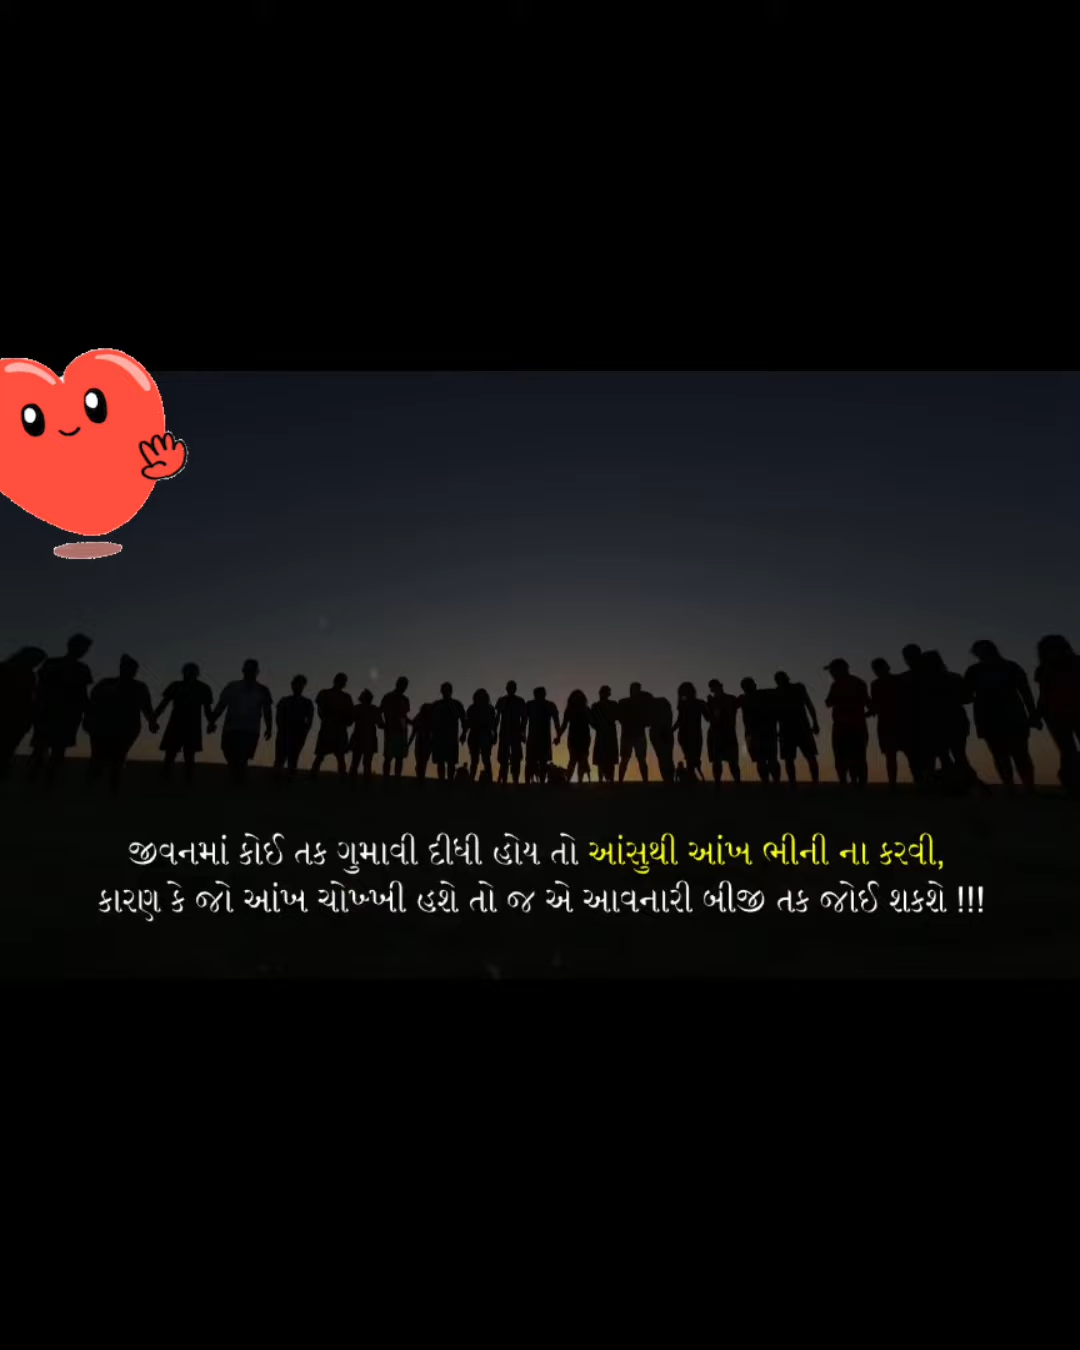 જીવનમાં કોઈ તક ગુમાવી દીધી હોય તો આંસુથી આંખ ભીની ના કરવી,
કારણ કે જો આંખ ચોખ્ખી હશે તો જ એ આવનારી બીજી તક જોઈ શકશે !!!